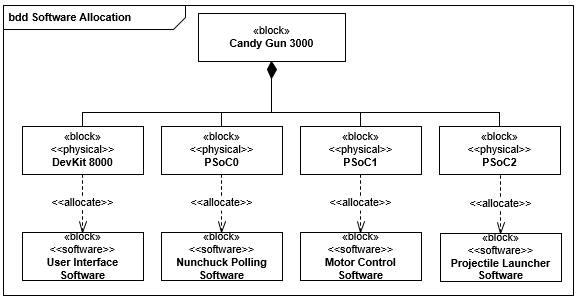 bdd Software Allocation
«block»
Candy Gun 3000
«block»
<<physical>>
DevKit 8000
«block»
<<physical>>
PSoC0
«block»
<<physical>>
PSoC1
«block»
<<physical>>
PSoC2
<<allocate>>
<<allocate>>
<<allocate>>
<<allocate>>
«block»
<<software>>
User Interface
Software
«block»
<<software>>
Nunchuck Polling
Software
«block»
<<software>>
Motor Control
Software
«block»
<<software>>
Projectile Launcher
Software